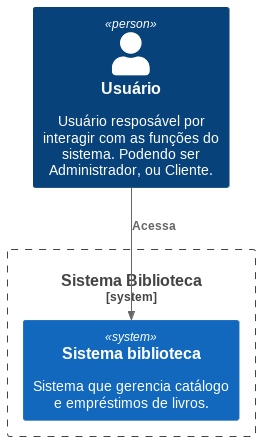 «person»
Usuário
Usuário resposável por
interagir com as funções do
sistema. Podendo ser
Administrador, ou Cliente.
Acessa
Sistema Biblioteca
[system]
«system»
Sistema biblioteca
Sistema que gerencia catálogo
e empréstimos de livros.